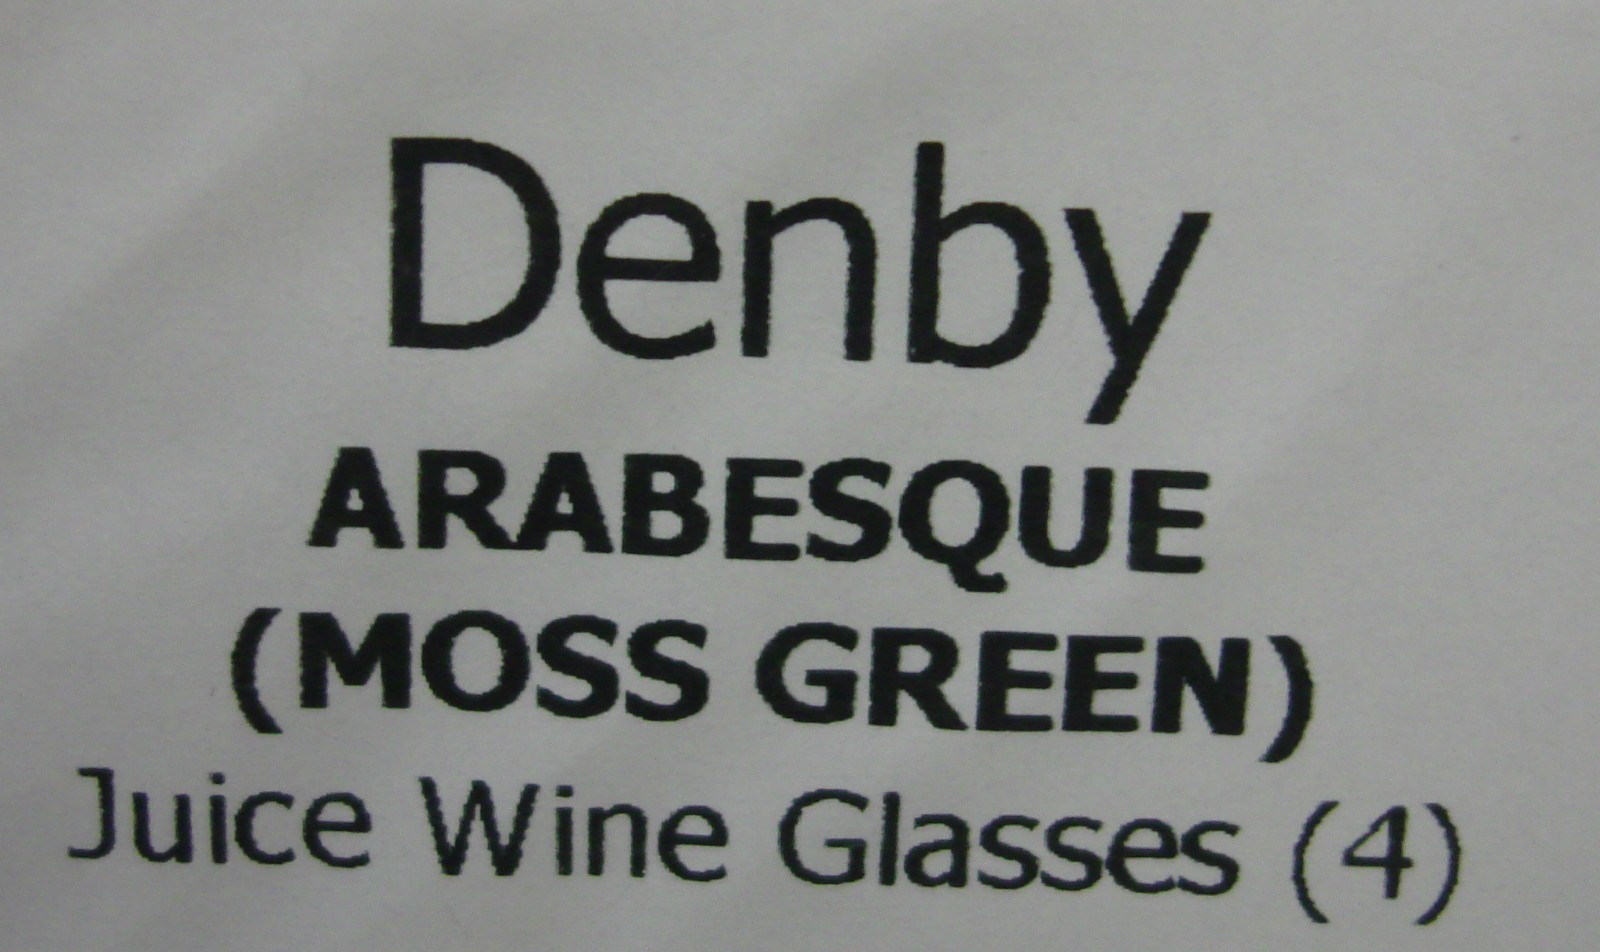 Denby
ARABESQUE
(MOSS GREEN)
Juice Wine Glasses (4)